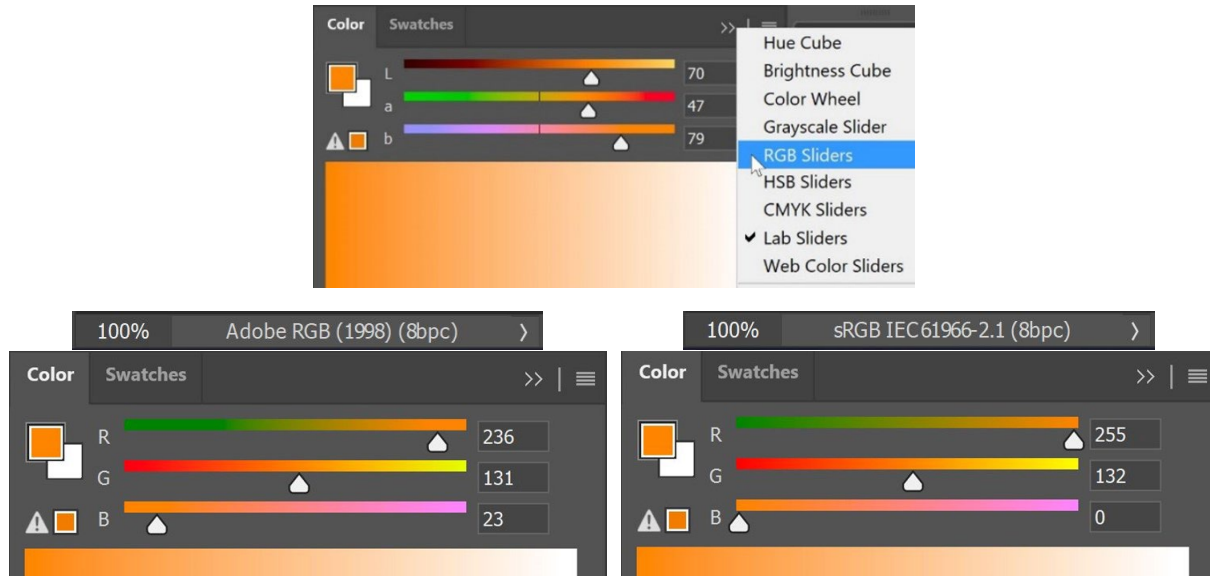 Color Swatches
L 70
a 47
b 79
Hue Cube
Brightness Cube
Color Wheel
Grayscale Slider
RGB Sliders
HSB Sliders
CMYK Sliders
Lab Sliders
Web Color Sliders
100% Adobe RGB (1998) (8bpc)
Color Swatches
R 236
G 131
B 23
100% sRGB IEC61966-2.1 (8bpc)
Color Swatches
R 255
G 132
B 0